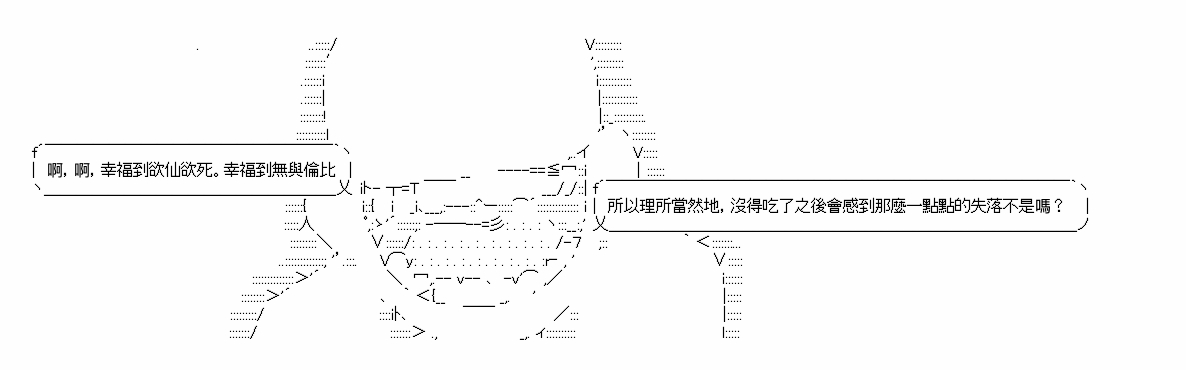 啊，啊，幸福到欲仙欲死。幸福到無與倫比
所以理所當然地，沒得吃了之後會感到那麼一點點的失落不是嗎？